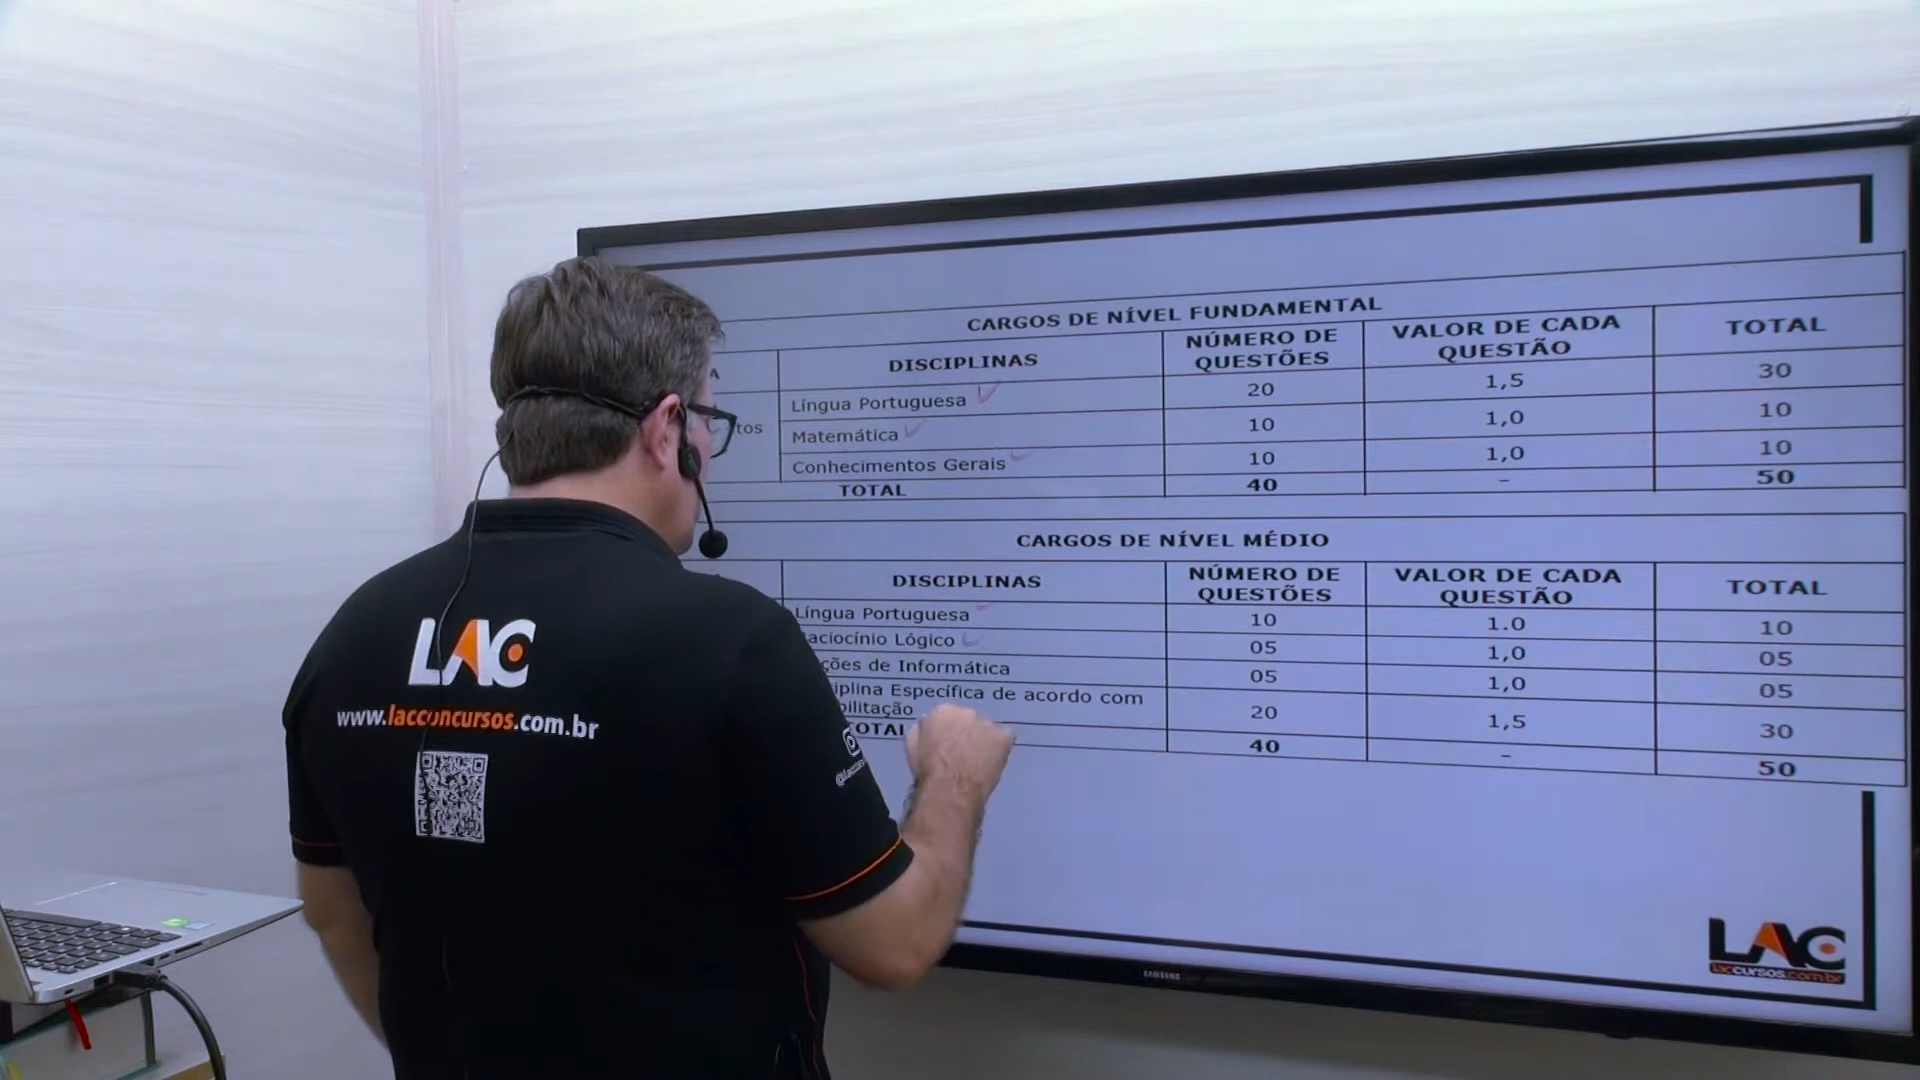 CARGOS DE NÍVEL FUNDAMENTAL
A DISCIPLINAS NÚMERO DE QUESTÕES VALOR DE CADA QUESTÃO TOTAL
tos
Língua Portuguesa 20 1,5 30
Matemática 10 1,0 10
Conhecimentos Gerais 10 1,0 10
TOTAL 40 - 50
CARGOS DE NÍVEL MÉDIO
DISCIPLINAS NÚMERO DE QUESTÕES VALOR DE CADA QUESTÃO TOTAL
Língua Portuguesa 10 1.0 10
aciocínio Lógico 05 1,0 05
ções de Informática 05 1,0 05
iplina Específica de acordo com
bilitação 20 1,5 30
TOTAL 40 - 50
LAC
www.lacconcursos.com.br
LAC
laccursos.com.br
SAMSUNG